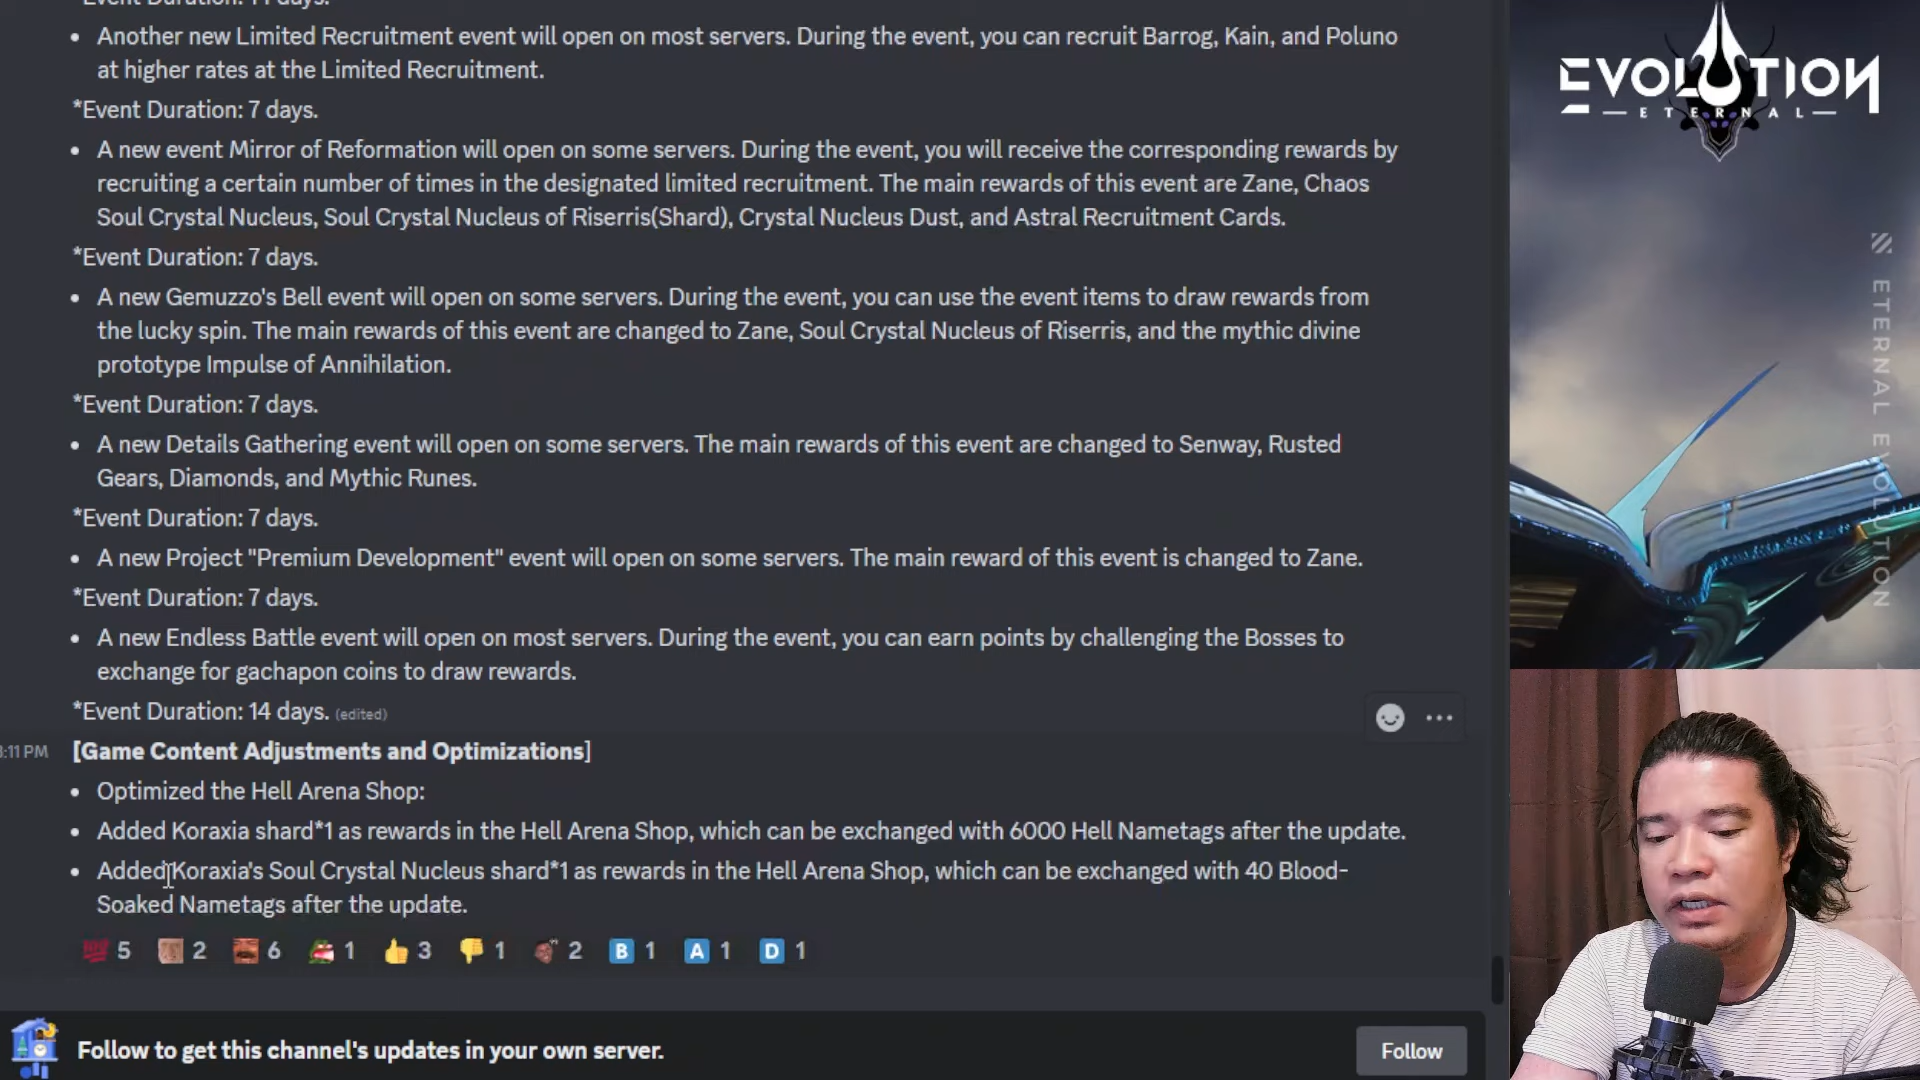 *Event Duration: 14 days.
• Another new Limited Recruitment event will open on most servers. During the event, you can recruit Barrog, Kain, and Poluno
at higher rates at the Limited Recruitment.
*Event Duration: 7 days.
• A new event Mirror of Reformation will open on some servers. During the event, you will receive the corresponding rewards by
recruiting a certain number of times in the designated limited recruitment. The main rewards of this event are Zane, Chaos
Soul Crystal Nucleus, Soul Crystal Nucleus of Riserris(Shard), Crystal Nucleus Dust, and Astral Recruitment Cards.
*Event Duration: 7 days.
• A new Gemuzzo's Bell event will open on some servers. During the event, you can use the event items to draw rewards from
the lucky spin. The main rewards of this event are changed to Zane, Soul Crystal Nucleus of Riserris, and the mythic divine
prototype Impulse of Annihilation.
*Event Duration: 7 days.
• A new Details Gathering event will open on some servers. The main rewards of this event are changed to Senway, Rusted
Gears, Diamonds, and Mythic Runes.
*Event Duration: 7 days.
• A new Project "Premium Development" event will open on some servers. The main reward of this event is changed to Zane.
*Event Duration: 7 days.
• A new Endless Battle event will open on most servers. During the event, you can earn points by challenging the Bosses to
exchange for gachapon coins to draw rewards.
*Event Duration: 14 days. (edited)
:11 PM [Game Content Adjustments and Optimizations]
• Optimized the Hell Arena Shop:
• Added Koraxia shard*1 as rewards in the Hell Arena Shop, which can be exchanged with 6000 Hell Nametags after the update.
• Added Koraxia's Soul Crystal Nucleus shard*1 as rewards in the Hell Arena Shop, which can be exchanged with 40 Blood-
Soaked Nametags after the update.
5 2 6 1 3 1 2 B 1 A 1 D 1
Follow to get this channel's updates in your own server.
Follow
EVOLUTION
ETERNAL
ETERNAL EVOLUTION